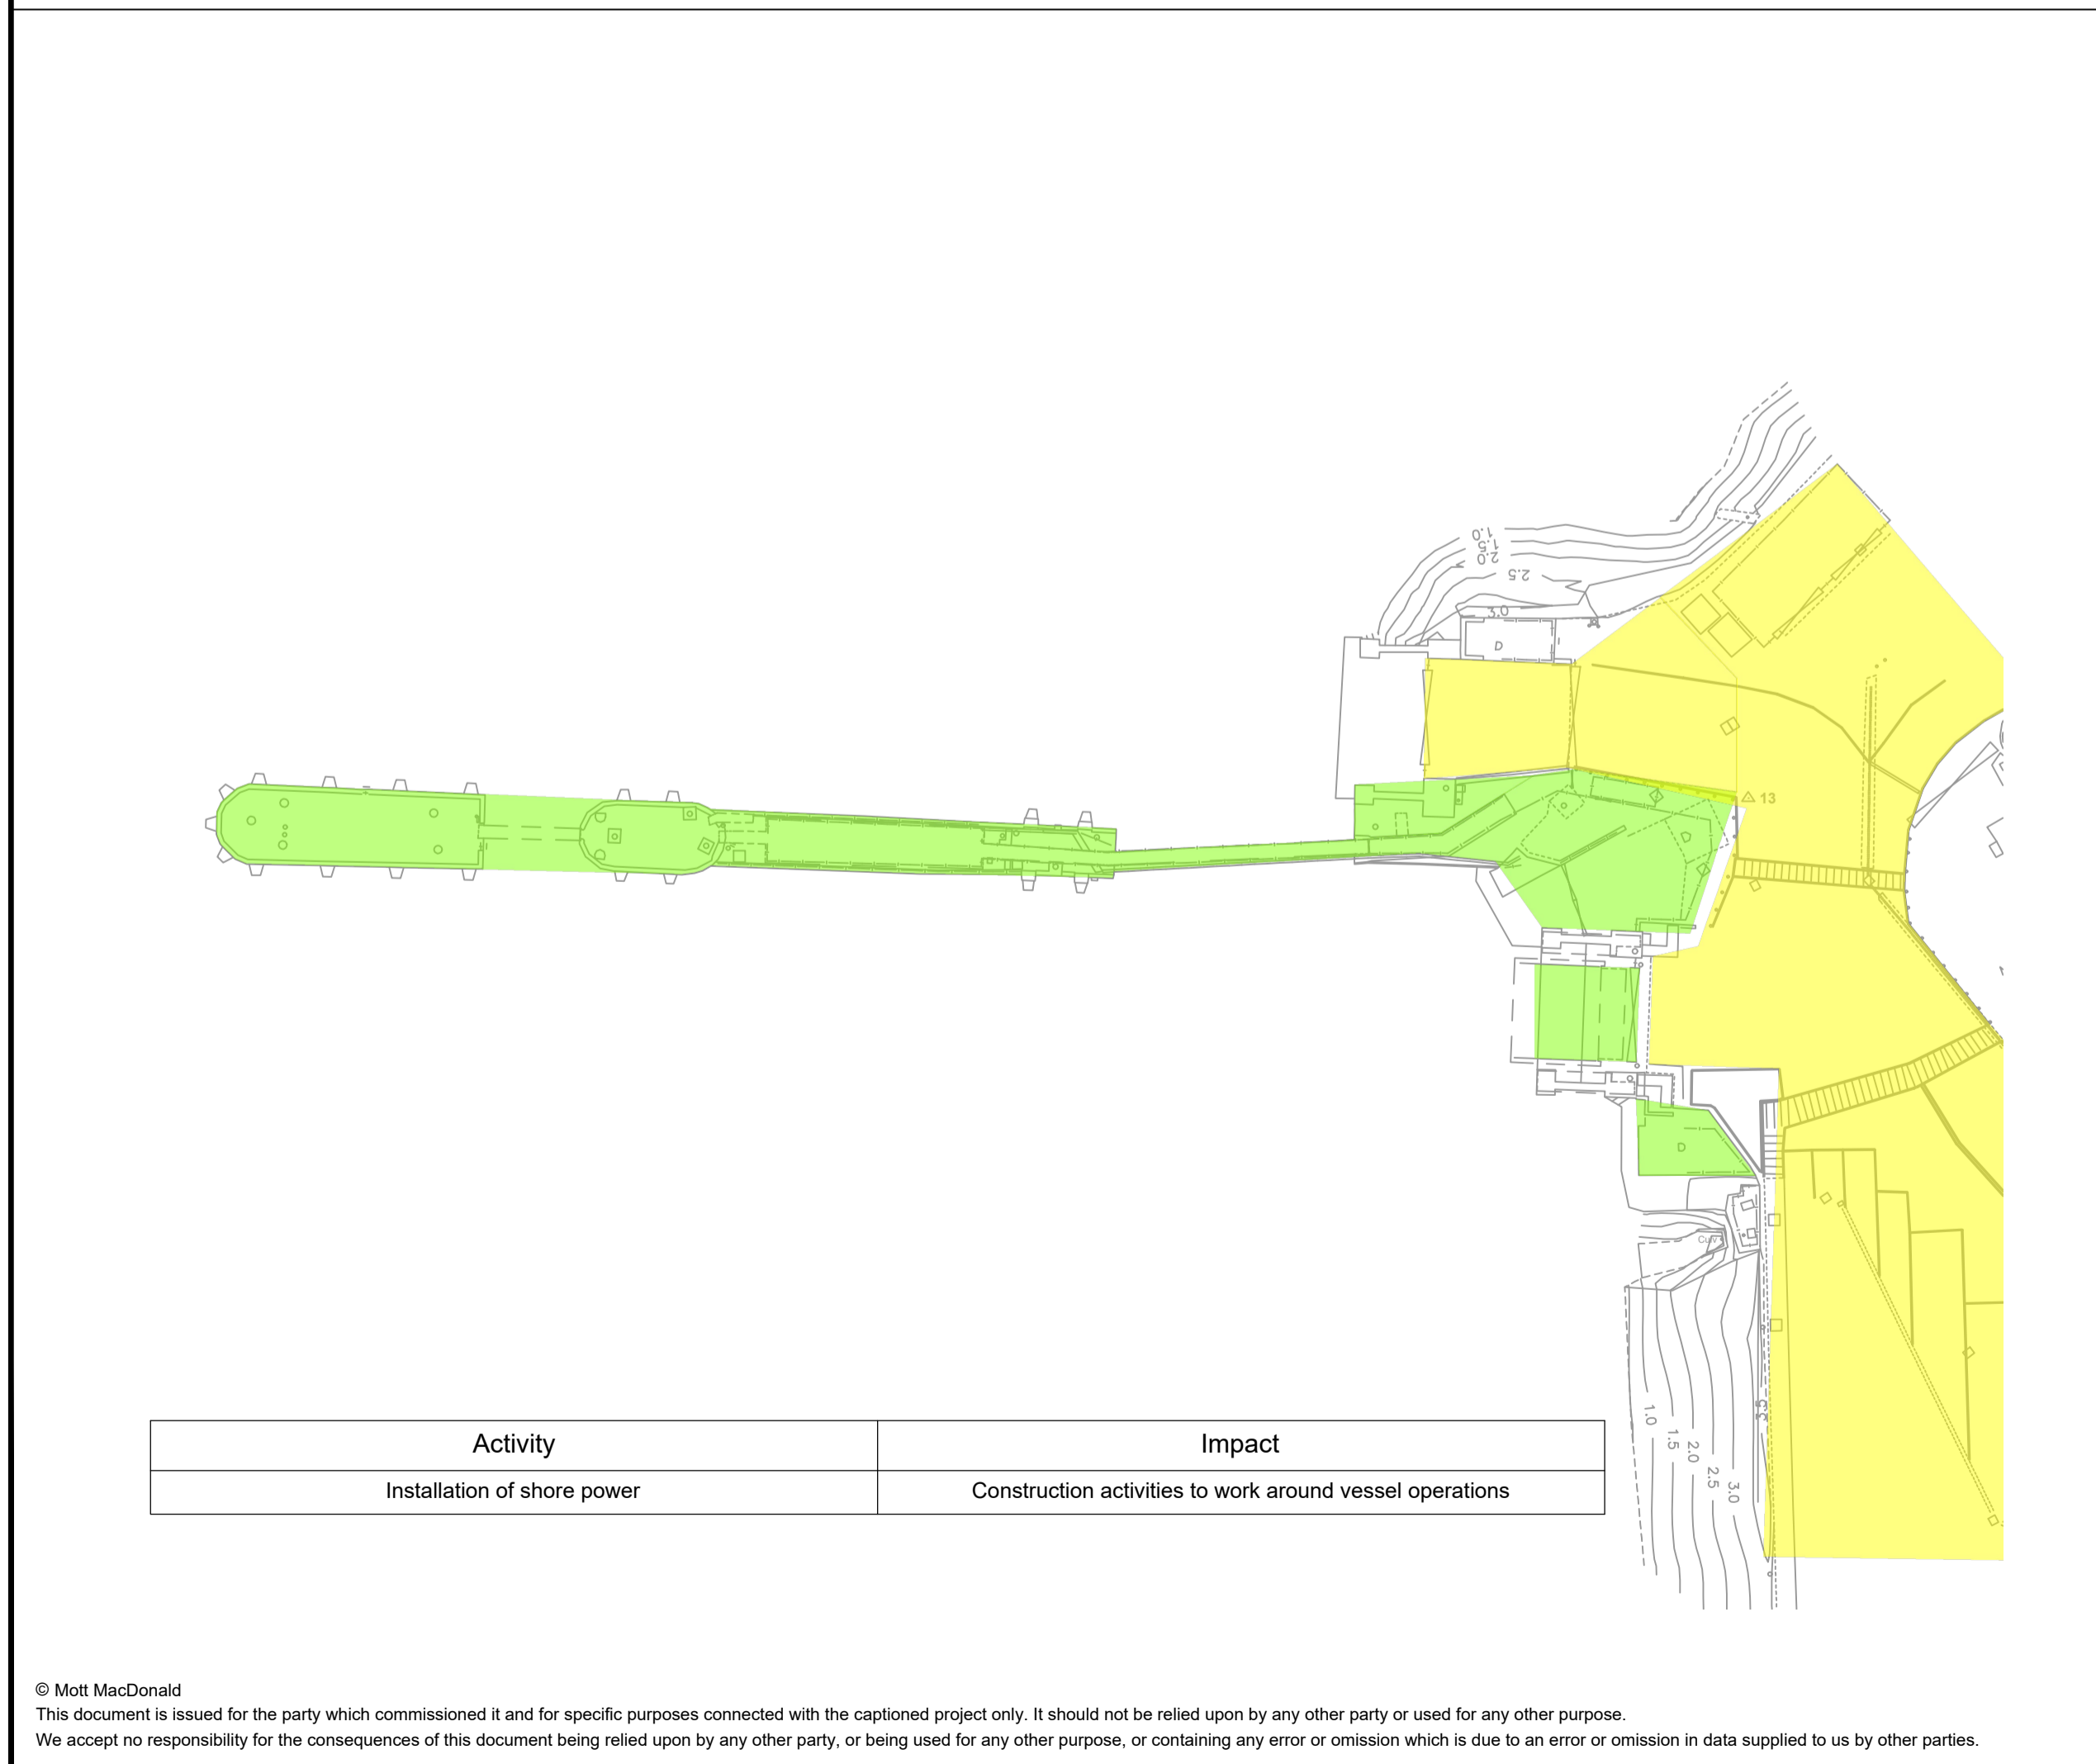 1.0
1.5
2.0
2.5
3.0
D
13
D
D
1.0
1.5
2.0
2.5
3.0
3.5
Activity Impact
Installation of shore power Construction activities to work around vessel operations
© Mott MacDonald
This document is issued for the party which commissioned it and for specific purposes connected with the captioned project only. It should not be relied upon by any other party or used for any other purpose.
We accept no responsibility for the consequences of this document being relied upon by any other party, or being used for any other purpose, or containing any error or omission which is due to an error or omission in data supplied to us by other parties.